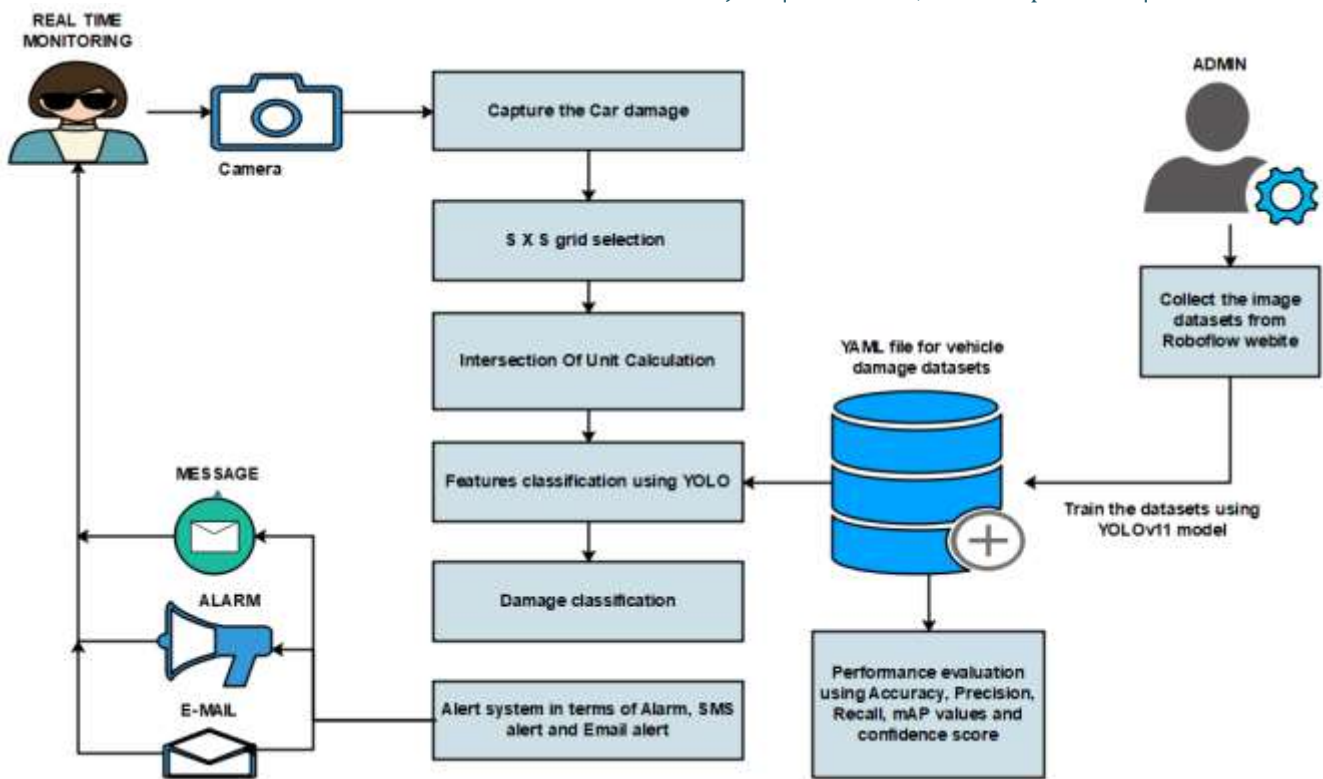 REAL TIME
MONITORING
Camera
Capture the Car damage
S X S grid selection
Intersection Of Unit Calculation
Features classification using YOLO
Damage classification
Alert system in terms of Alarm, SMS
alert and Email alert
MESSAGE
ALARM
E-MAIL
ADMIN
Collect the image
datasets from
Roboflow webite
Train the datasets using
YOLOv11 model
YAML file for vehicle
damage datasets
Performance evaluation
using Accuracy, Precision,
Recall, mAP values and
confidence score